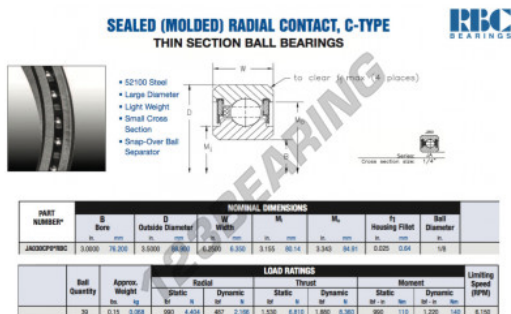 SEALED (MOLDED) RADIAL CONTACT, C-TYPE
THIN SECTION BALL BEARINGS
RBC
BEARINGS
• 52100 Steel
• Large Diameter
• Light Weight
• Small Cross
Section
• Snap-Over Ball
Separator
W
to clear f₁ max (4 places)
D
B
Series:
Cross section size: 1/4"
123BEARING
NOMINAL DIMENSIONS
PART NUMBER* B Bore D Outside Diameter W Width Ball Diameter
Housing Fillet
in. mm in. mm in. mm in. mm in. mm in. mm in.
3.0000 76.200 3.5000 88.900 0.2500 6.350 3.155 80.14 3.343 84.91 0.025 0.64 1/8
LOAD RATINGS
Ball Quantity Approx. Weight Radial Thrust Moment Limiting Speed (RPM)
Static Dynamic Static Dynamic Static Dynamic
lbs. kg lbf N lbf N lbf N lbf N lbf - in Nm lbf - in Nm
39 0.15 0.068 990 4,404 487 2,166 1,530 6,810 1,880 8,360 990 110 1,220 140 6,150